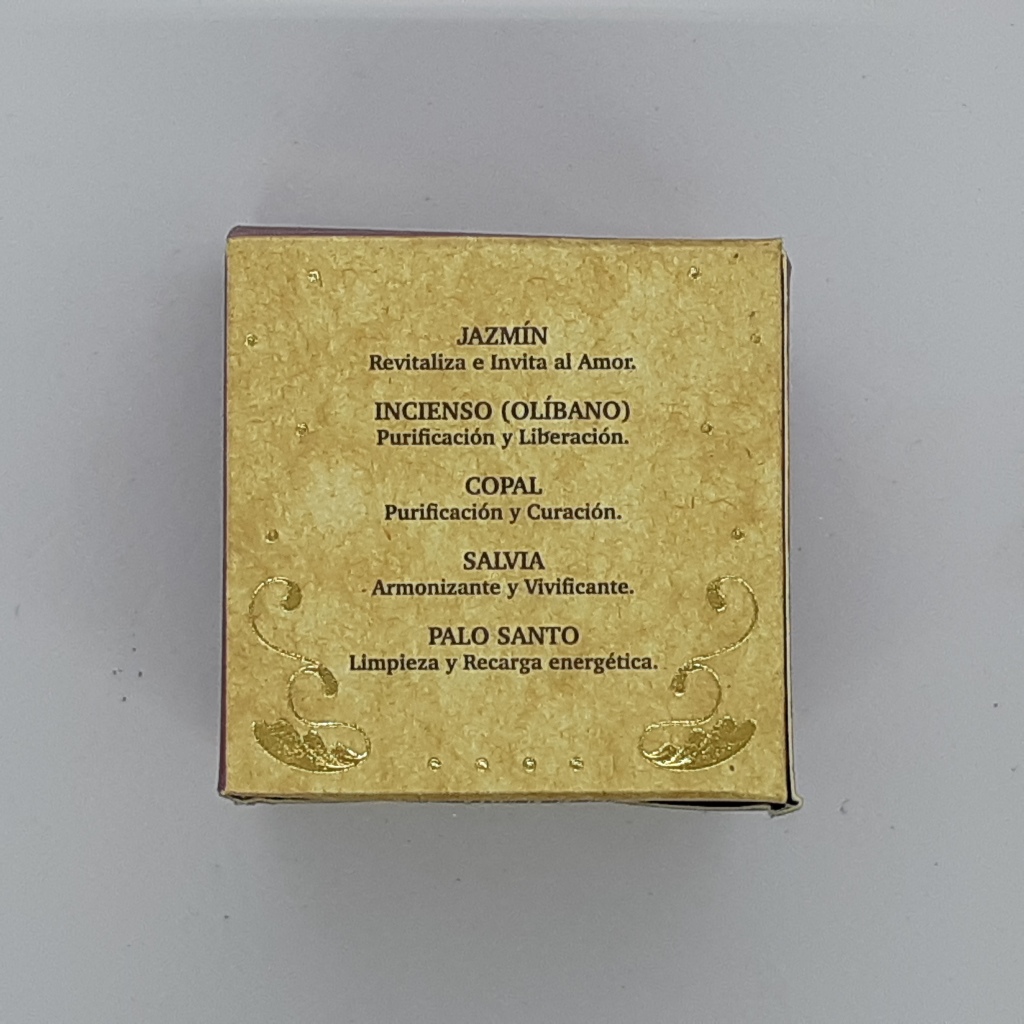 JAZMÍN
Revitaliza e Invita al Amor.
INCIENSO (OLÍBANO)
Purificación y Liberación.
COPAL
Purificación y Curación.
SALVIA
Armonizante y Vivificante.
PALO SANTO
Limpieza y Recarga energética.